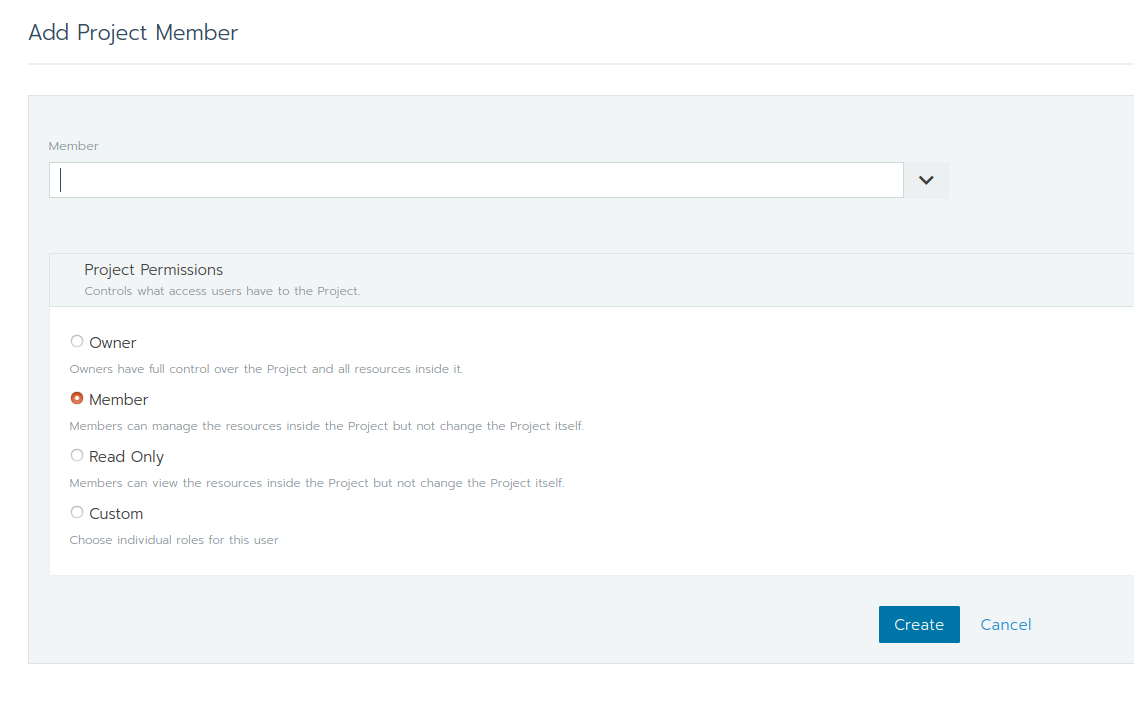 Add Project Member
Member
Project Permissions
Controls what access users have to the Project.
Owner
Owners have full control over the Project and all resources inside it.
Member
Members can manage the resources inside the Project but not change the Project itself.
Read Only
Members can view the resources inside the Project but not change the Project itself.
Custom
Choose individual roles for this user
Create Cancel